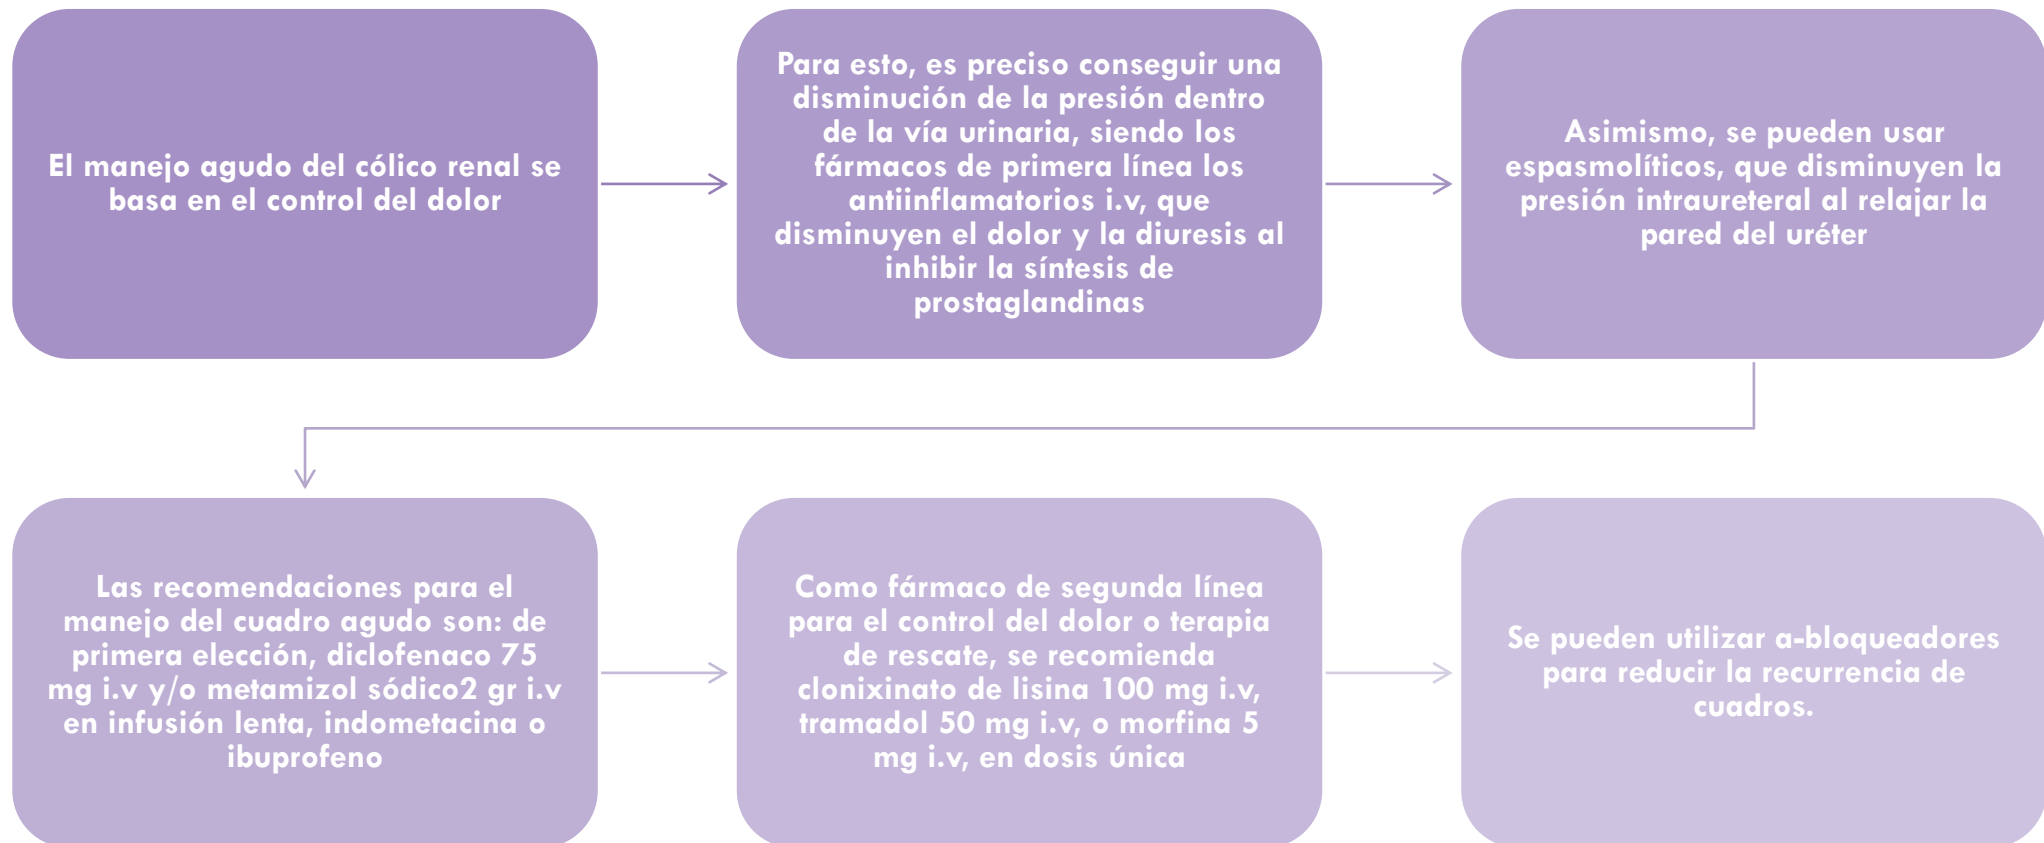 El manejo agudo del cólico renal se
basa en el control del dolor
Para esto, es preciso conseguir una
disminución de la presión dentro
de la vía urinaria, siendo los
fármacos de primera línea los
antiinflamatorios i.v, que
disminuyen el dolor y la diuresis al
inhibir la síntesis de
prostaglandinas
Asimismo, se pueden usar
espasmolíticos, que disminuyen la
presión intraureteral al relajar la
pared del uréter
Las recomendaciones para el
manejo del cuadro agudo son: de
primera elección, diclofenaco 75
mg i.v y/o metamizol sódico2 gr i.v
en infusión lenta, indometacina o
ibuprofeno
Como fármaco de segunda línea
para el control del dolor o terapia
de rescate, se recomienda
clonixinato de lisina 100 mg i.v,
tramadol 50 mg i.v, o morfina 5
mg i.v, en dosis única
Se pueden utilizar a-bloqueadores
para reducir la recurrencia de
cuadros.